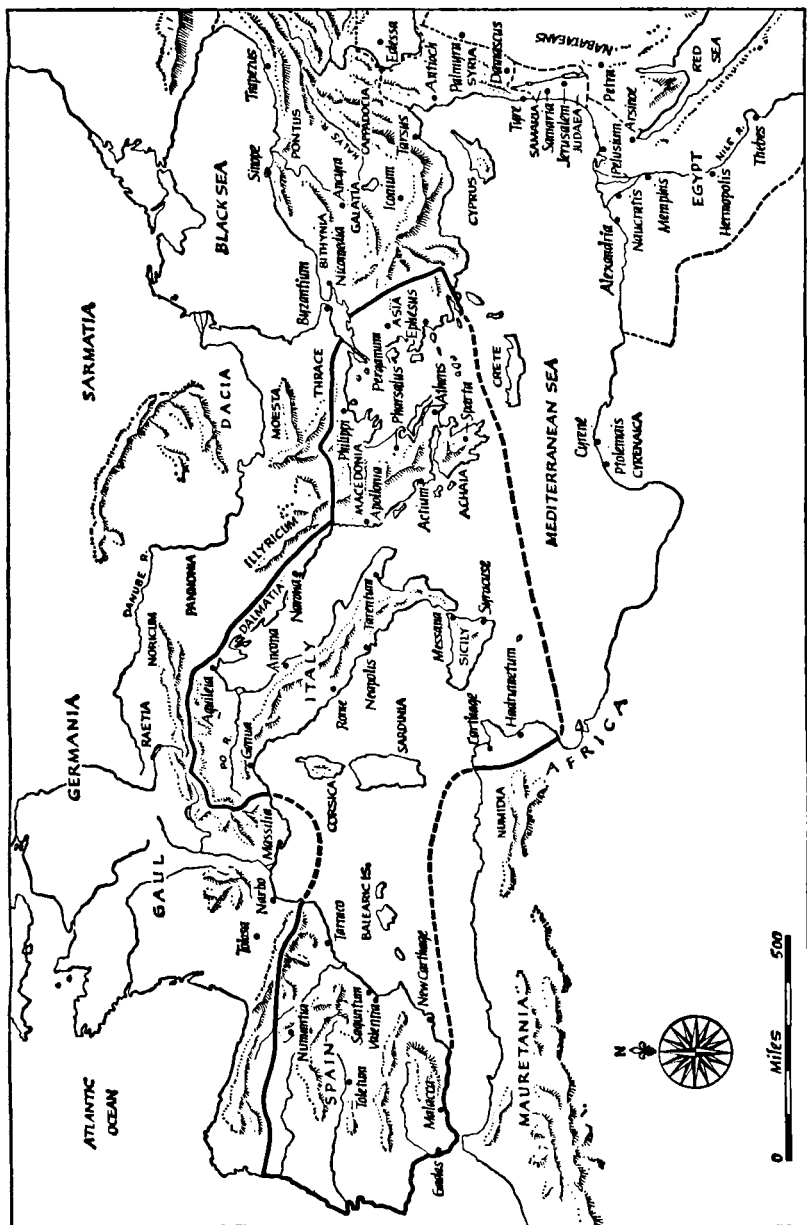 ATLANTIC
OCEAN
GERMANIA
SARMATIA
GAUL
RAETIA
NORICUM
DANUBE R.
PANNONIA
DACIA
BLACK SEA
Tolosa
Narbo
Massilia
Genua
PO R.
Aquileia
DALMATIA
ILLYRICUM
MOESTA
THRACE
Byzantium
BITHYNIA
Nicomedia
Sinope
PONTUS
Trapezus
HALYS R.
Ancyra
GALATIA
CAPPADOCIA
Iconium
Tarsus
Edessa
Antioch
Palmyra
SYRIA
Damascus
NABATAEANS
Numantia
SPAIN
Toletum
Saguntum
Valentia
Tarraco
BALEARIC IS.
New Carthage
Malacca
Gades
CORSICA
SARDINIA
ITALY
Ancona
Rome
Neapolis
Tarentum
Narona
Messana
SICILY
Syracuse
MACEDONIA
Apollonia
Philippi
Pharsalus
Actium
ACHAIA
Athens
Sparta
Pergamum
ASIA
Ephesus
CRETE
CYPRUS
Tyre
SAMARIA
Samaria
Jerusalem
JUDAEA
Petra
RED
SEA
MEDITERRANEAN SEA
MAURETANIA
NUMIDIA
AFRICA
Carthage
Hadrumetum
Cyrene
Ptolemais
CYRENAICA
Alexandria
Naucratis
Pelusium
Arsinoe
Memphis
EGYPT
NILE R.
Hermopolis
Thebes
N
0 Miles 500